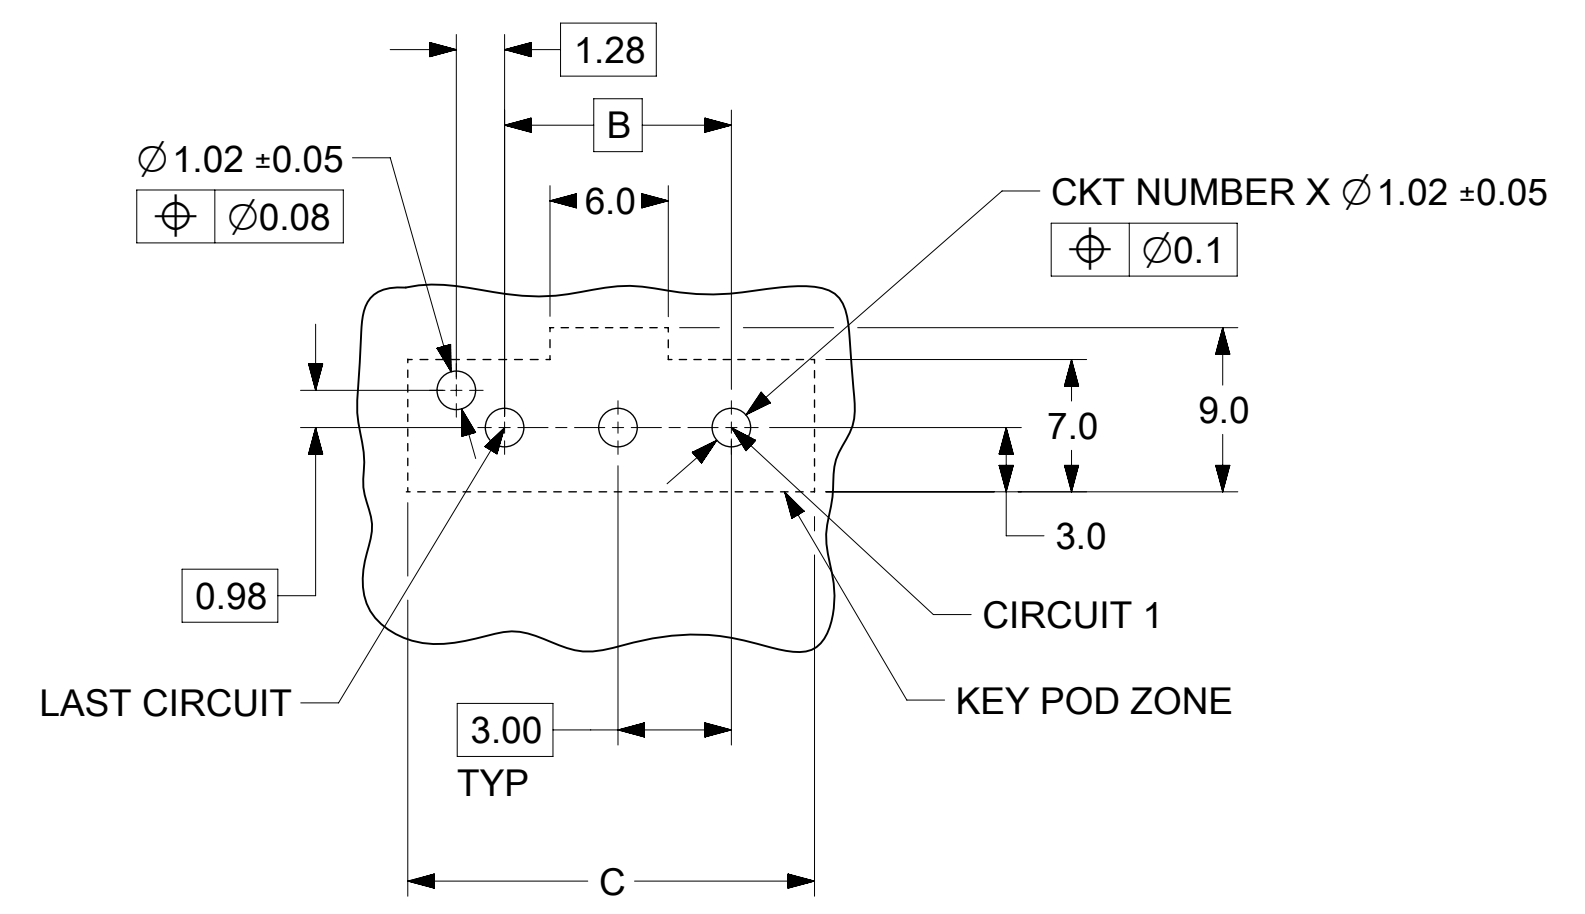 1.28
B
∅1.02 ±0.05
⌖ ∅0.08
6.0
CKT NUMBER X ∅1.02 ±0.05
⌖ ∅0.1
9.0
7.0
3.0
0.98
CIRCUIT 1
LAST CIRCUIT
KEY POD ZONE
3.00
TYP
C